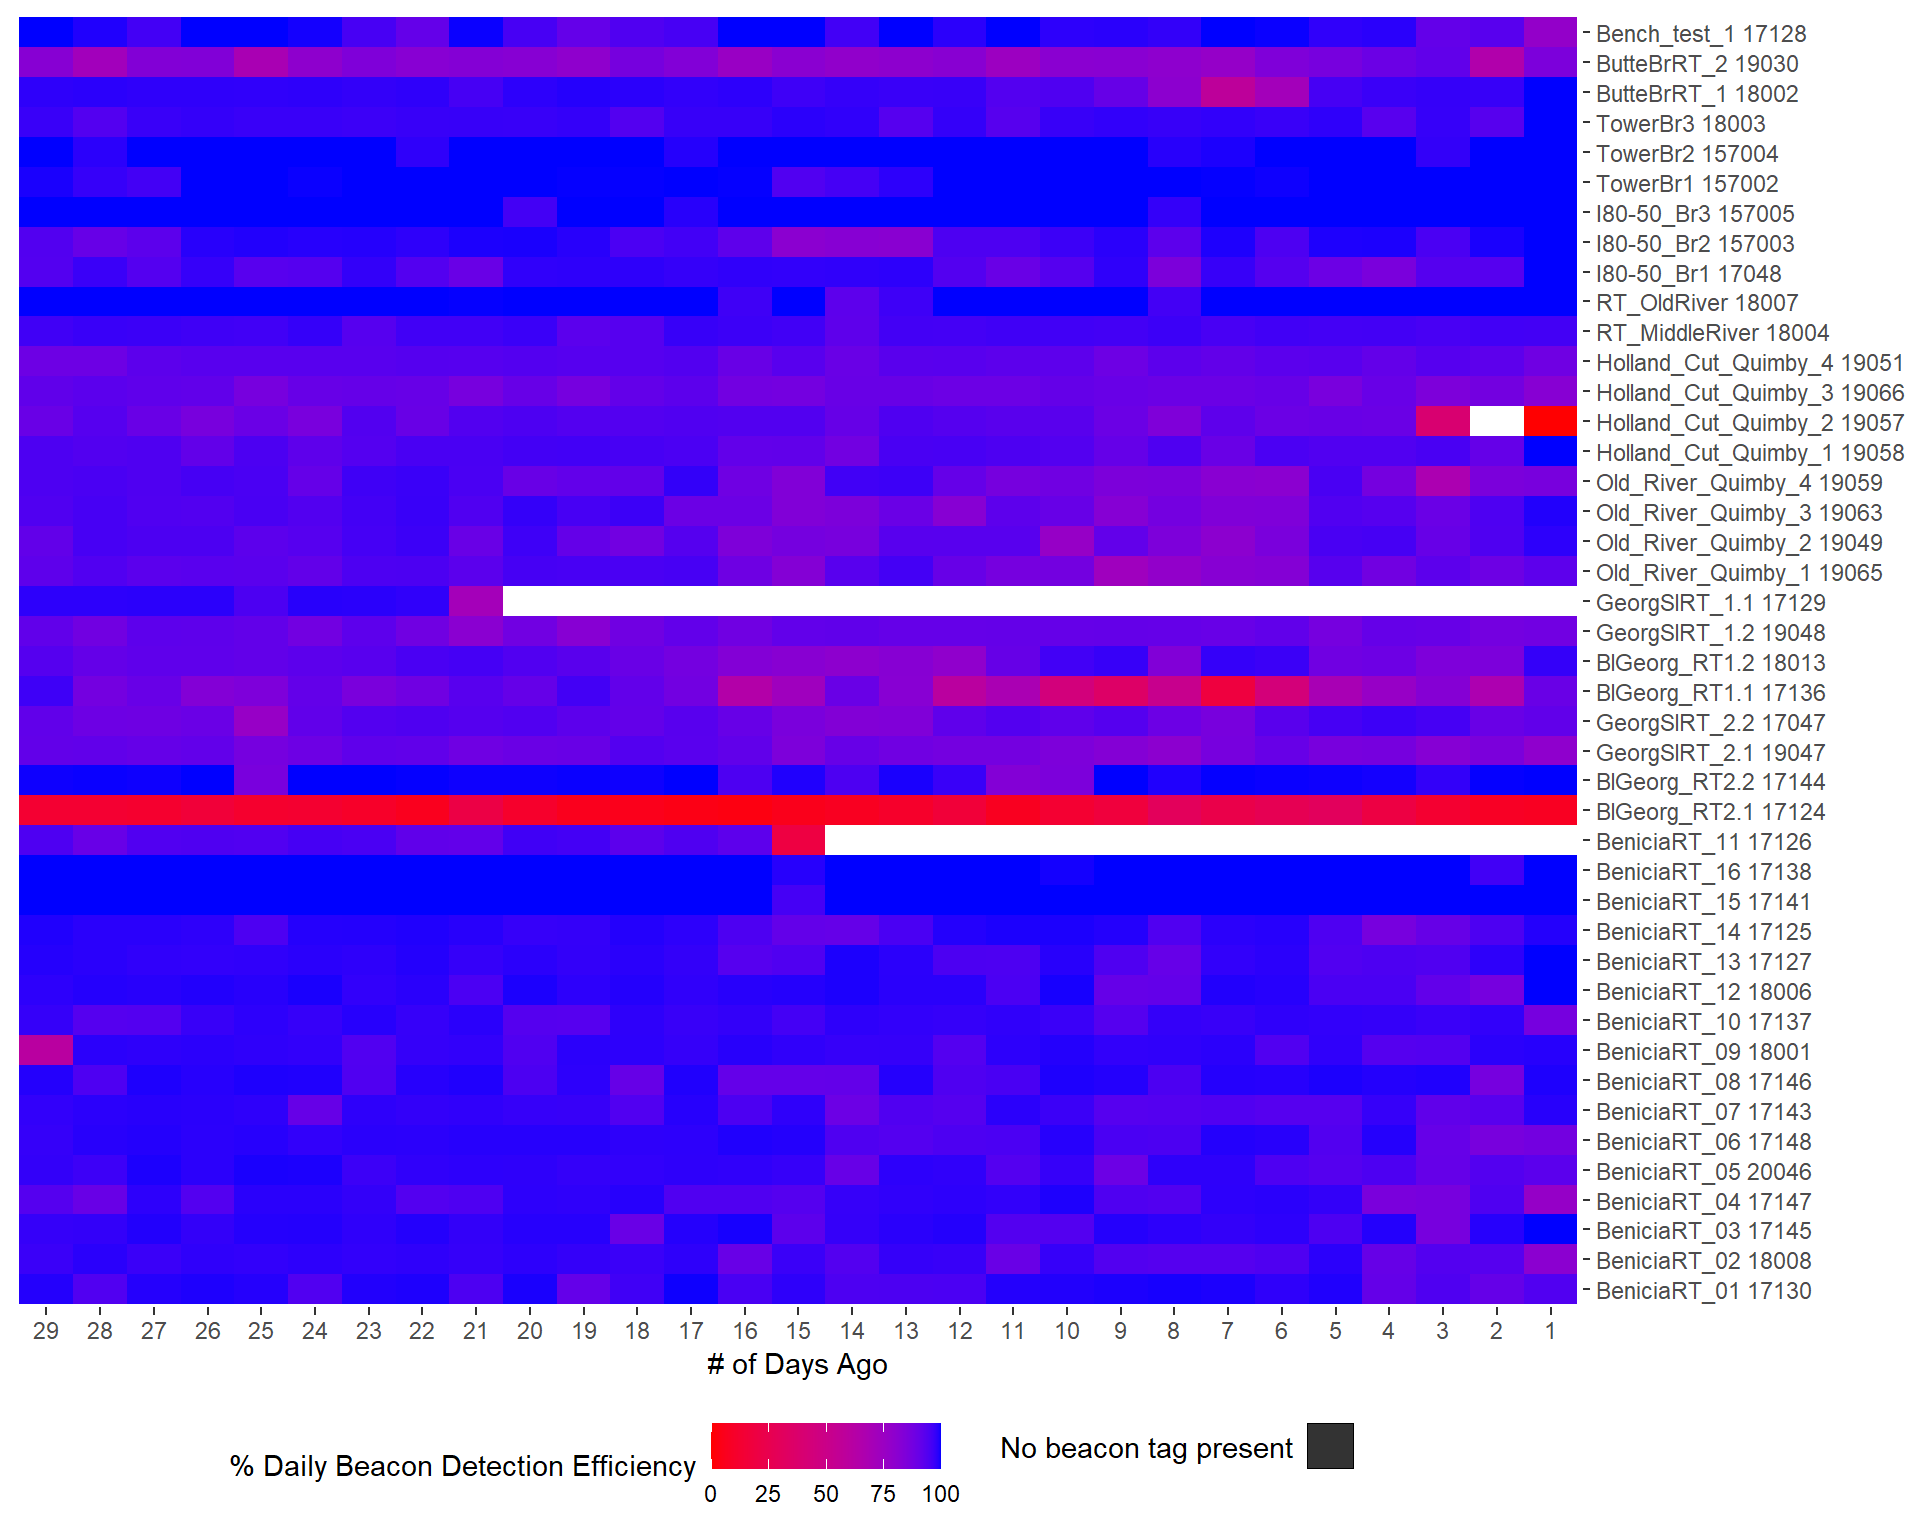 Bench_test_1 17128
ButteBrRT_2 19030
ButteBrRT_1 18002
TowerBr3 18003
TowerBr2 157004
TowerBr1 157002
I80-50_Br3 157005
I80-50_Br2 157003
I80-50_Br1 17048
RT_OldRiver 18007
RT_MiddleRiver 18004
Holland_Cut_Quimby_4 19051
Holland_Cut_Quimby_3 19066
Holland_Cut_Quimby_2 19057
Holland_Cut_Quimby_1 19058
Old_River_Quimby_4 19059
Old_River_Quimby_3 19063
Old_River_Quimby_2 19049
Old_River_Quimby_1 19065
GeorgSlRT_1.1 17129
GeorgSlRT_1.2 19048
BlGeorg_RT1.2 18013
BlGeorg_RT1.1 17136
GeorgSlRT_2.2 17047
GeorgSlRT_2.1 19047
BlGeorg_RT2.2 17144
BlGeorg_RT2.1 17124
BeniciaRT_11 17126
BeniciaRT_16 17138
BeniciaRT_15 17141
BeniciaRT_14 17125
BeniciaRT_13 17127
BeniciaRT_12 18006
BeniciaRT_10 17137
BeniciaRT_09 18001
BeniciaRT_08 17146
BeniciaRT_07 17143
BeniciaRT_06 17148
BeniciaRT_05 20046
BeniciaRT_04 17147
BeniciaRT_03 17145
BeniciaRT_02 18008
BeniciaRT_01 17130
29 28 27 26 25 24 23 22 21 20 19 18 17 16 15 14 13 12 11 10 9 8 7 6 5 4 3 2 1
# of Days Ago
% Daily Beacon Detection Efficiency
0 25 50 75 100
No beacon tag present